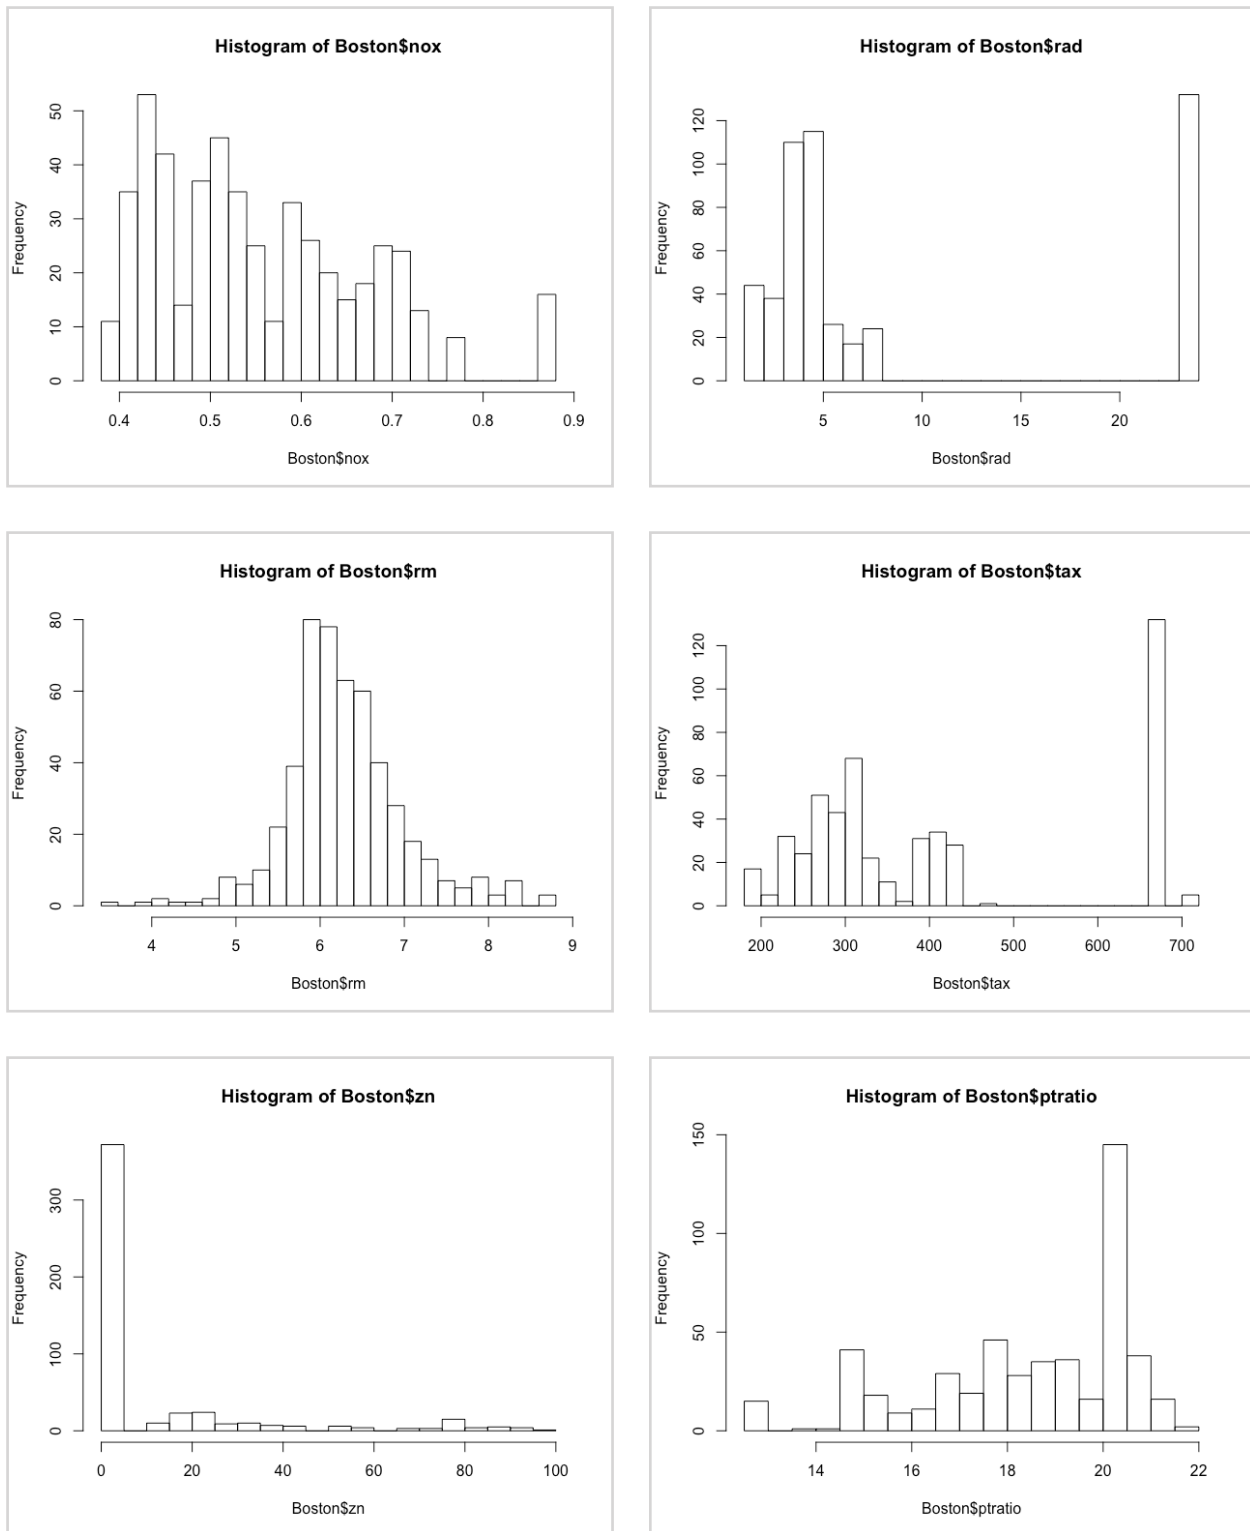 Histogram of Boston$nox
Frequency
0 10 20 30 40 50
0.4 0.5 0.6 0.7 0.8 0.9
Boston$nox
Histogram of Boston$rad
Frequency
0 20 40 60 80 100 120
5 10 15 20
Boston$rad
Histogram of Boston$rm
Frequency
0 20 40 60 80
4 5 6 7 8 9
Boston$rm
Histogram of Boston$tax
Frequency
0 20 40 60 80 100 120
200 300 400 500 600 700
Boston$tax
Histogram of Boston$zn
Frequency
0 100 200 300
0 20 40 60 80 100
Boston$zn
Histogram of Boston$ptratio
Frequency
0 50 100 150
14 16 18 20 22
Boston$ptratio